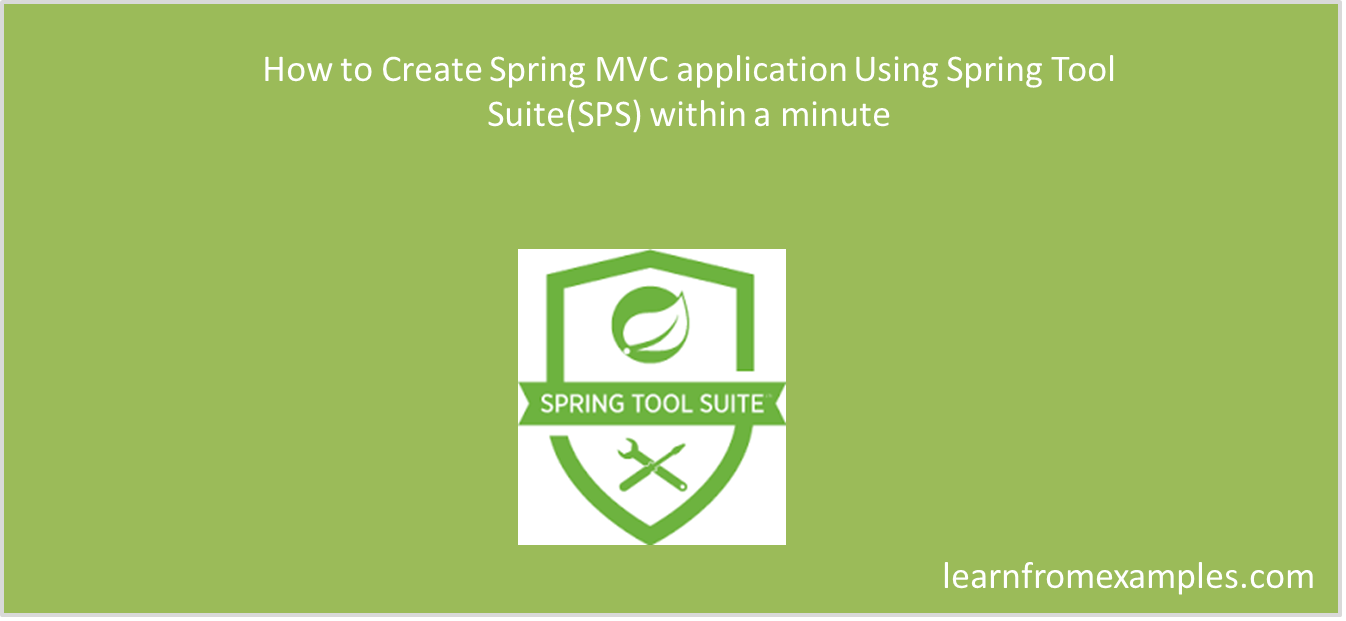 How to Create Spring MVC application Using Spring Tool
Suite(SPS) within a minute
SPRING TOOL SUITE
learnfromexamples.com